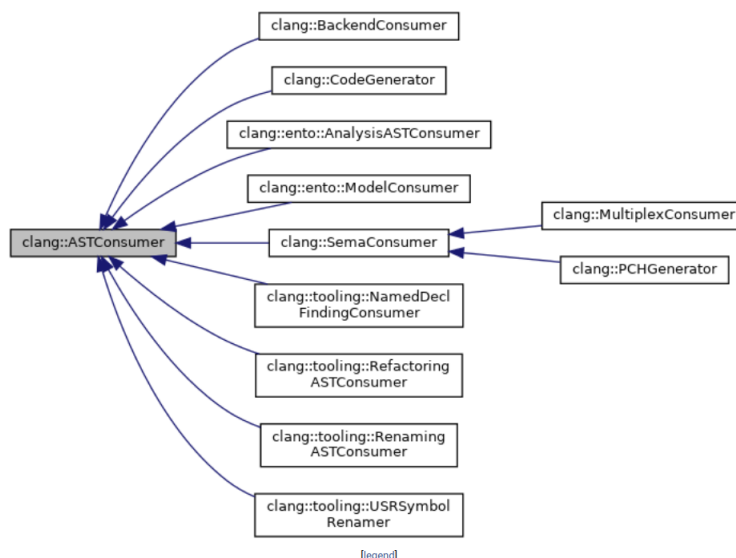 clang::BackendConsumer
clang::CodeGenerator
clang::ento::AnalysisASTConsumer
clang::ento::ModelConsumer
clang::MultiplexConsumer
clang::ASTConsumer
clang::SemaConsumer
clang::PCHGenerator
clang::tooling::NamedDecl
FindingConsumer
clang::tooling::Refactoring
ASTConsumer
clang::tooling::Renaming
ASTConsumer
clang::tooling::USRSymbol
Renamer
[legend]